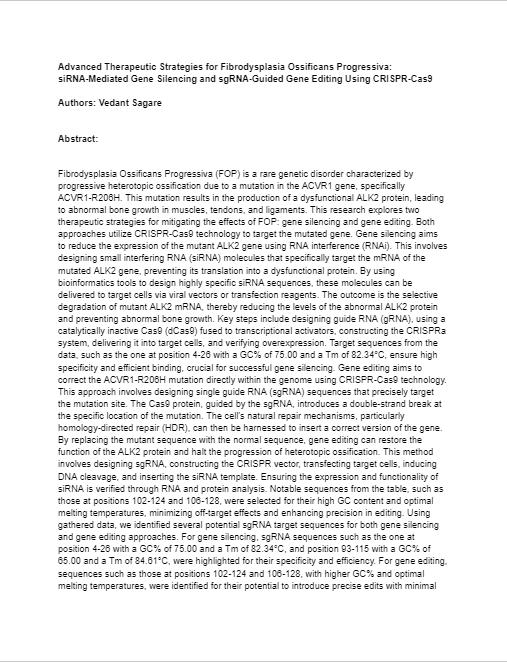 Advanced Therapeutic Strategies for Fibrodysplasia Ossificans Progressiva:
siRNA-Mediated Gene Silencing and sgRNA-Guided Gene Editing Using CRISPR-Cas9
Authors: Vedant Sagare
Abstract:
Fibrodysplasia Ossificans Progressiva (FOP) is a rare genetic disorder characterized by
progressive heterotopic ossification due to a mutation in the ACVR1 gene, specifically
ACVR1-R206H. This mutation results in the production of a dysfunctional ALK2 protein, leading
to abnormal bone growth in muscles, tendons, and ligaments. This research explores two
therapeutic strategies for mitigating the effects of FOP: gene silencing and gene editing. Both
approaches utilize CRISPR-Cas9 technology to target the mutated gene. Gene silencing aims
to reduce the expression of the mutant ALK2 gene using RNA interference (RNAi). This involves
designing small interfering RNA (siRNA) molecules that specifically target the mRNA of the
mutated ALK2 gene, preventing its translation into a dysfunctional protein. By using
bioinformatics tools to design highly specific siRNA sequences, these molecules can be
delivered to target cells via viral vectors or transfection reagents. The outcome is the selective
degradation of mutant ALK2 mRNA, thereby reducing the levels of the abnormal ALK2 protein
and preventing abnormal bone growth. Key steps include designing guide RNA (gRNA), using a
catalytically inactive Cas9 (dCas9) fused to transcriptional activators, constructing the CRISPRa
system, delivering it into target cells, and verifying overexpression. Target sequences from the
data, such as the one at position 4-26 with a GC% of 75.00 and a Tm of 82.34°C, ensure high
specificity and efficient binding, crucial for successful gene silencing. Gene editing aims to
correct the ACVR1-R206H mutation directly within the genome using CRISPR-Cas9 technology.
This approach involves designing single guide RNA (sgRNA) sequences that precisely target
the mutation site. The Cas9 protein, guided by the sgRNA, introduces a double-strand break at
the specific location of the mutation. The cell's natural repair mechanisms, particularly
homology-directed repair (HDR), can then be harnessed to insert a correct version of the gene.
By replacing the mutant sequence with the normal sequence, gene editing can restore the
function of the ALK2 protein and halt the progression of heterotopic ossification. This method
involves designing sgRNA, constructing the CRISPR vector, transfecting target cells, inducing
DNA cleavage, and inserting the siRNA template. Ensuring the expression and functionality of
siRNA is verified through RNA and protein analysis. Notable sequences from the table, such as
those at positions 102-124 and 106-128, were selected for their high GC content and optimal
melting temperatures, minimizing off-target effects and enhancing precision in editing. Using
gathered data, we identified several potential sgRNA target sequences for both gene silencing
and gene editing approaches. For gene silencing, sgRNA sequences such as the one at
position 4-26 with a GC% of 75.00 and a Tm of 82.34°C, and position 93-115 with a GC% of
65.00 and a Tm of 84.61°C, were highlighted for their specificity and efficiency. For gene editing,
sequences such as those at positions 102-124 and 106-128, with higher GC% and optimal
melting temperatures, were identified for their potential to introduce precise edits with minimal